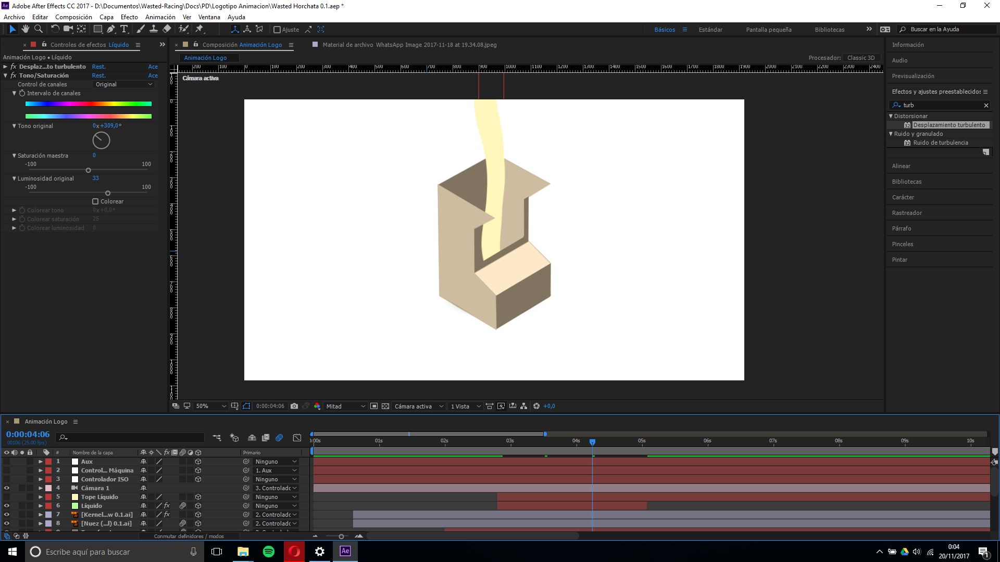 Adobe After Effects CC 2017 - D:\Documentos\Wasted-Racing\Docs\PD\Logotipo Animacion\Wasted Horchata 0.1.aep *
Archivo Editar Composición Capa Efecto Animación Ver Ventana Ayuda
Ajuste
Básicos Estándar Pantalla pequeña Bibliotecas
Buscar en la Ayuda
Controles de efectos Líquido
Composición Animación Logo
Material de archivo WhatsApp Image 2017-11-18 at 19.34.08.jpeg
Animación Logo • Líquido
Animación Logo
Procesador: Classic 3D
fx Desplaz...to turbulento Rest. Ace
fx Tono/Saturación Rest. Ace
Control de canales Original
Intervalo de canales
Tono original 0x+309,0°
Saturación maestra 0
-100 100
Luminosidad original 33
-100 100
Colorear
Colorear tono 0x+0,0°
Colorear saturación 25
Colorear luminosidad 0
200 100 0 100 200 300 400 500 600 700 800 900 1000 1100 1200 1300 1400 1500 1600 1700 1800 1900 2000 2100 2200 2300 2400
Cámara activa
Información
Audio
Previsualización
Efectos y ajustes preestablecidos
turb
Distorsionar
32 Desplazamiento turbulento
Ruido y granulado
32 Ruido de turbulencia
Alinear
Bibliotecas
Carácter
Rastreador
Párrafo
Pinceles
Pintar
50% 0:00:04:06 Mitad Cámara activa 1 Vista +0,0
Animación Logo
0:00:04:06
00106 (25.00 fps)
):00s 01s 02s 03s 04s 05s 06s 07s 08s 09s 10s
# Nombre de la capa fx Primario
1 Aux Ninguno
2 Control... Máquina 1. Aux
3 Controlador ISO Ninguno
4 Cámara 1 3. Controladc
5 Tope Líquido Ninguno
6 Líquido fx Ninguno
7 [Kernel...w 0.1.ai] fx 2. Controladc
8 [Nuez (...l) 0.1.ai] 2. Controladc
Conmutar definidores / modos
Escribe aquí para buscar
Ae
0:04
20/11/2017
1